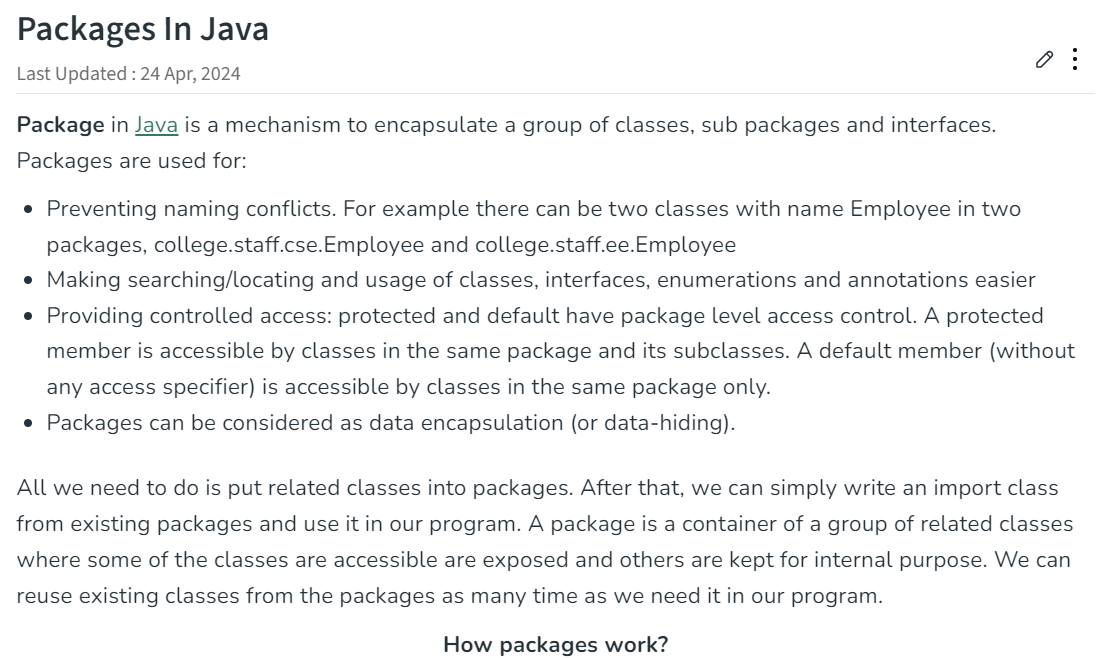 Packages In Java
Last Updated : 24 Apr, 2024
Package in Java is a mechanism to encapsulate a group of classes, sub packages and interfaces.
Packages are used for:
Preventing naming conflicts. For example there can be two classes with name Employee in two
packages, college.staff.cse.Employee and college.staff.ee.Employee
Making searching/locating and usage of classes, interfaces, enumerations and annotations easier
Providing controlled access: protected and default have package level access control. A protected
member is accessible by classes in the same package and its subclasses. A default member (without
any access specifier) is accessible by classes in the same package only.
Packages can be considered as data encapsulation (or data-hiding).
All we need to do is put related classes into packages. After that, we can simply write an import class
from existing packages and use it in our program. A package is a container of a group of related classes
where some of the classes are accessible are exposed and others are kept for internal purpose. We can
reuse existing classes from the packages as many time as we need it in our program.
How packages work?